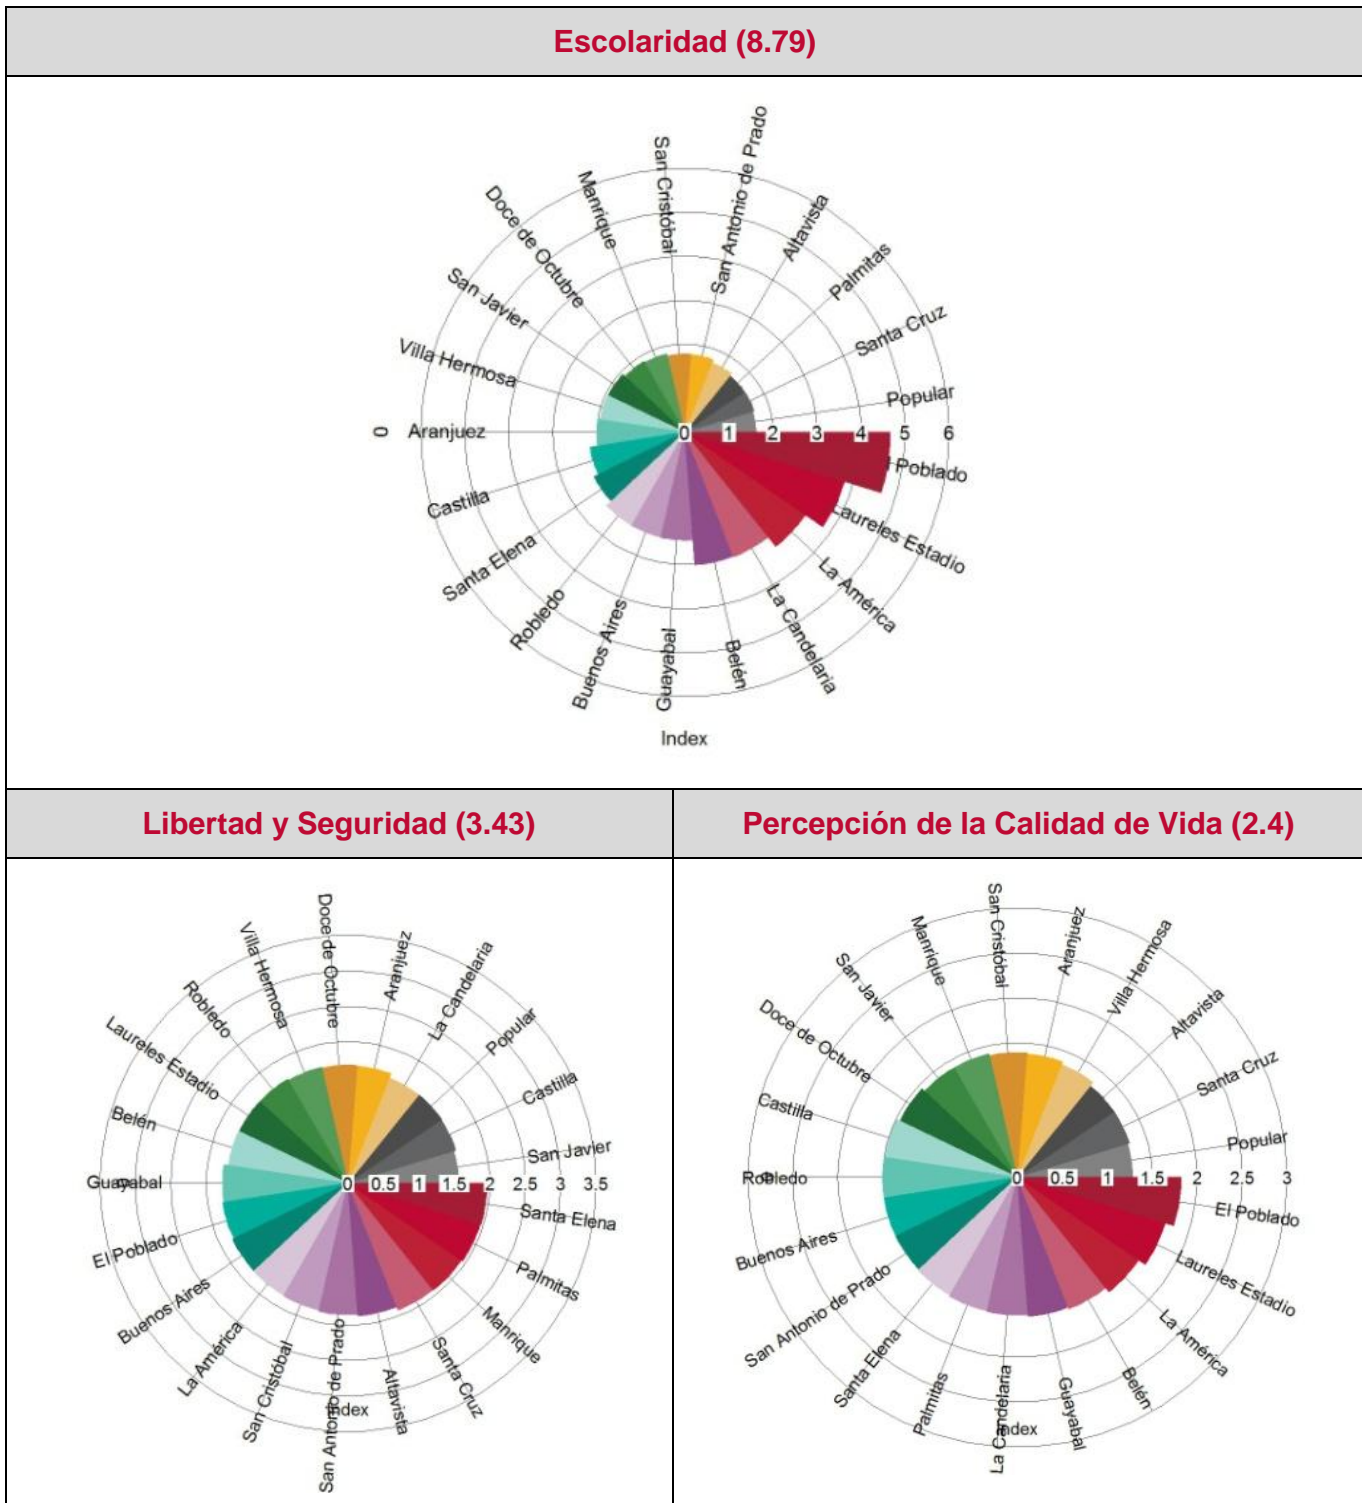 Escolaridad (8.79)
San Cristóbal
San Antonio de Prado
Altavista
Palmitas
Santa Cruz
Popular
Manrique
Doce de Octubre
San Javier
Villa Hermosa
Aranjuez
0
0 1 2 3 4 5 6
l Poblado
Laureles Estadio
La América
La Candelaria
Belén
Guayabal
Buenos Aires
Robledo
Santa Elena
Castilla
Index
Libertad y Seguridad (3.43)
Percepción de la Calidad de Vida (2.4)
Doce de Octubre
Aranjuez
La Candelaria
Popular
Castilla
San Javier
Villa Hermosa
Robledo
Laureles Estadio
Belén
Guayabal
0
0 0.5 1 1.5 2 2.5 3 3.5
Santa Elena
Palmitas
Manrique
Santa Cruz
Altavista
San Antonio de Prado
San Cristóbal
La América
Buenos Aires
El Poblado
Index
San Cristóbal
Aranjuez
Villa Hermosa
Altavista
Santa Cruz
Popular
Manrique
San Javier
Doce de Octubre
Castilla
Robledo
0
0 0.5 1 1.5 2 2.5 3
El Poblado
Laureles Estadio
La América
Belén
Guayabal
La Candelaria
Palmitas
Santa Elena
San Antonio de Prado
Buenos Aires
Index